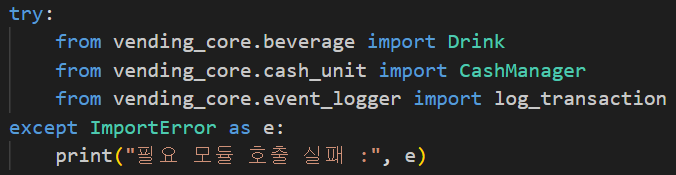 try:
    from vending_core.beverage import Drink
    from vending_core.cash_unit import CashManager
    from vending_core.event_logger import log_transaction
except ImportError as e:
    print("필요 모듈 호출 실패 :", e)